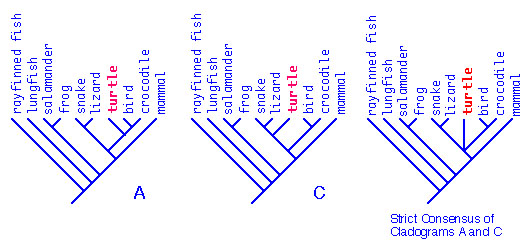 rayfinned fish
lungfish
salamander
frog
snake
lizard
turtle
bird
crocodile
mammal
A
rayfinned fish
lungfish
salamander
frog
snake
lizard
turtle
bird
crocodile
mammal
C
rayfinned fish
lungfish
salamander
frog
snake
lizard
turtle
bird
crocodile
mammal
Strict Consensus of
Cladograms A and C